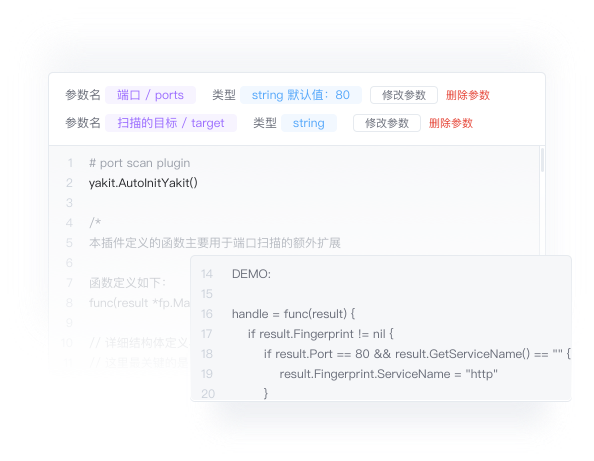 参数名 端口 / ports 类型 string 默认值：80 修改参数 删除参数
参数名 扫描的目标 / target 类型 string 修改参数 删除参数
1 # port scan plugin
2 yakit.AutoInitYakit()
3
4 /*
5 本插件定义的函数主要用于端口扫描的额外扩展
6
7 函数定义如下：
8 func(result *fp.Ma
9
10 // 详细结构体定义
14 DEMO:
15
16 handle = func(result) {
17 if result.Fingerprint != nil {
18 if result.Port == 80 && result.GetServiceName() == "" {
19 result.Fingerprint.ServiceName = "http"
20 }